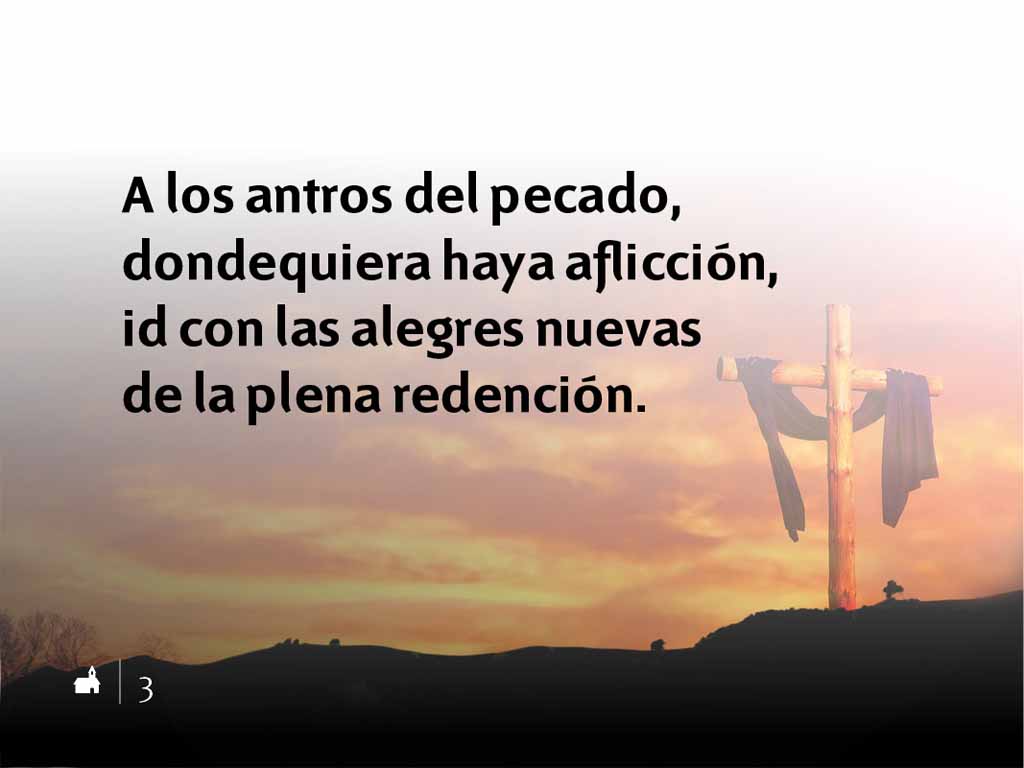 A los antros del pecado,
dondequiera haya aflicción,
id con las alegres nuevas
de la plena redención.
3